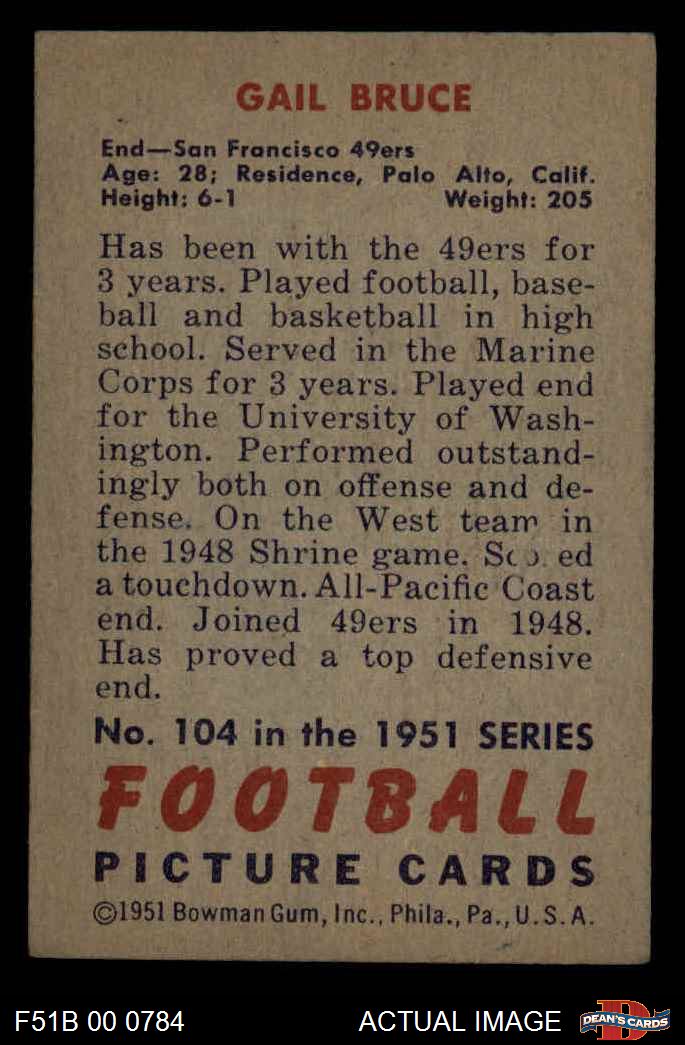 GAIL BRUCE
End—San Francisco 49ers
Age: 28; Residence, Palo Alto, Calif.
Height: 6-1 Weight: 205
Has been with the 49ers for
3 years. Played football, base-
ball and basketball in high
school. Served in the Marine
Corps for 3 years. Played end
for the University of Wash-
ington. Performed outstand-
ingly both on offense and de-
fense. On the West team in
the 1948 Shrine game. Scored
a touchdown. All-Pacific Coast
end. Joined 49ers in 1948.
Has proved a top defensive
end.
No. 104 in the 1951 SERIES
FOOTBALL
PICTURE CARDS
©1951 Bowman Gum, Inc., Phila., Pa., U.S.A.
F51B 00 0784 ACTUAL IMAGE DEAN'S CARDS